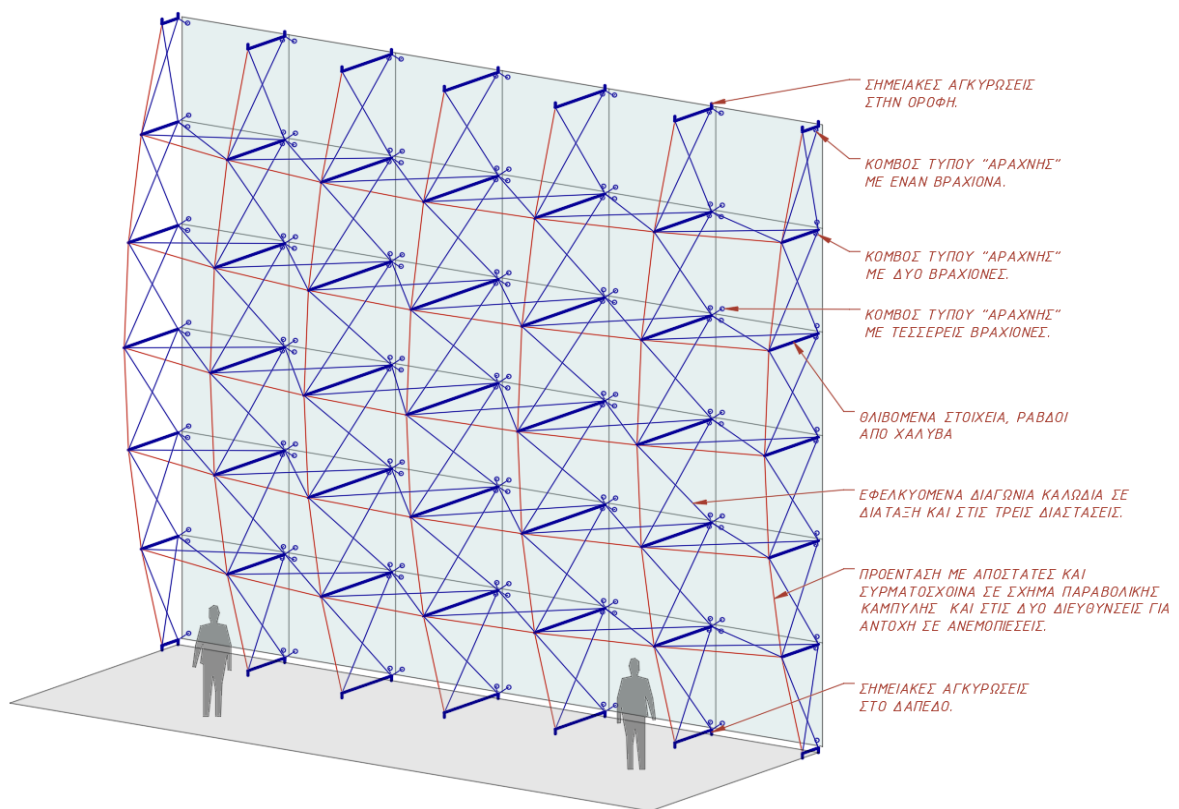 ΣΗΜΕΙΑΚΕΣ ΑΓΚΥΡΩΣΕΙΣ
ΣΤΗΝ ΟΡΟΦΗ.
ΚΟΜΒΟΣ ΤΥΠΟΥ “ΑΡΑΧΝΗΣ“
ΜΕ ΕΝΑΝ ΒΡΑΧΙΟΝΑ.
ΚΟΜΒΟΣ ΤΥΠΟΥ “ΑΡΑΧΝΗΣ“
ΜΕ ΔΥΟ ΒΡΑΧΙΟΝΕΣ.
ΚΟΜΒΟΣ ΤΥΠΟΥ “ΑΡΑΧΝΗΣ“
ΜΕ ΤΕΣΣΕΡΕΙΣ ΒΡΑΧΙΟΝΕΣ.
ΘΛΙΒΟΜΕΝΑ ΣΤΟΙΧΕΙΑ, ΡΑΒΔΟΙ
ΑΠΟ ΧΑΛΥΒΑ
ΕΦΕΛΚΥΟΜΕΝΑ ΔΙΑΓΩΝΙΑ ΚΑΛΩΔΙΑ ΣΕ
ΔΙΑΤΑΞΗ ΚΑΙ ΣΤΙΣ ΤΡΕΙΣ ΔΙΑΣΤΑΣΕΙΣ.
ΠΡΟΕΝΤΑΣΗ ΜΕ ΑΠΟΣΤΑΤΕΣ ΚΑΙ
ΣΥΡΜΑΤΟΣΧΟΙΝΑ ΣΕ ΣΧΗΜΑ ΠΑΡΑΒΟΛΙΚΗΣ
ΚΑΜΠΥΛΗΣ ΚΑΙ ΣΤΙΣ ΔΥΟ ΔΙΕΥΘΥΝΣΕΙΣ ΓΙΑ
ΑΝΤΟΧΗ ΣΕ ΑΝΕΜΟΠΙΕΣΕΙΣ.
ΣΗΜΕΙΑΚΕΣ ΑΓΚΥΡΩΣΕΙΣ
ΣΤΟ ΔΑΠΕΔΟ.